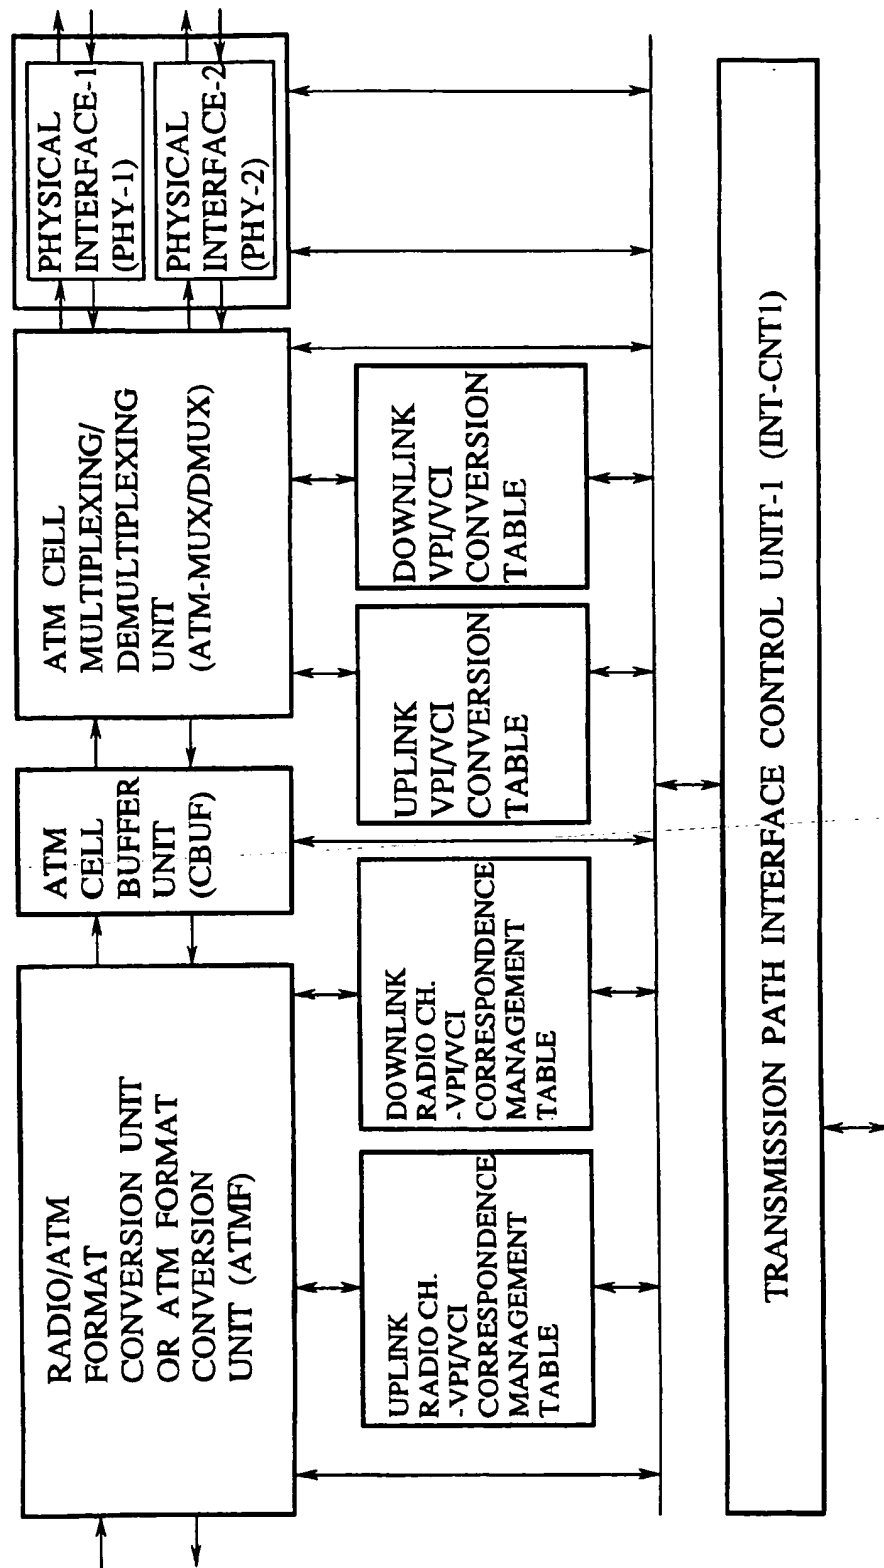 RADIO/ATM
FORMAT
CONVERSION UNIT
OR ATM FORMAT
CONVERSION
UNIT (ATMF)
ATM
CELL
BUFFER
UNIT
(CBUF)
ATM CELL
MULTIPLEXING/
DEMULTIPLEXING
UNIT
(ATM-MUX/DMUX)
PHYSICAL
INTERFACE-1
(PHY-1)
PHYSICAL
INTERFACE-2
(PHY-2)
UPLINK
RADIO CH.
-VPI/VCI
CORRESPONDENCE
MANAGEMENT
TABLE
DOWNLINK
RADIO CH.
-VPI/VCI
CORRESPONDENCE
MANAGEMENT
TABLE
UPLINK
VPI/VCI
CONVERSION
TABLE
DOWNLINK
VPI/VCI
CONVERSION
TABLE
TRANSMISSION PATH INTERFACE CONTROL UNIT-1 (INT-CNT1)